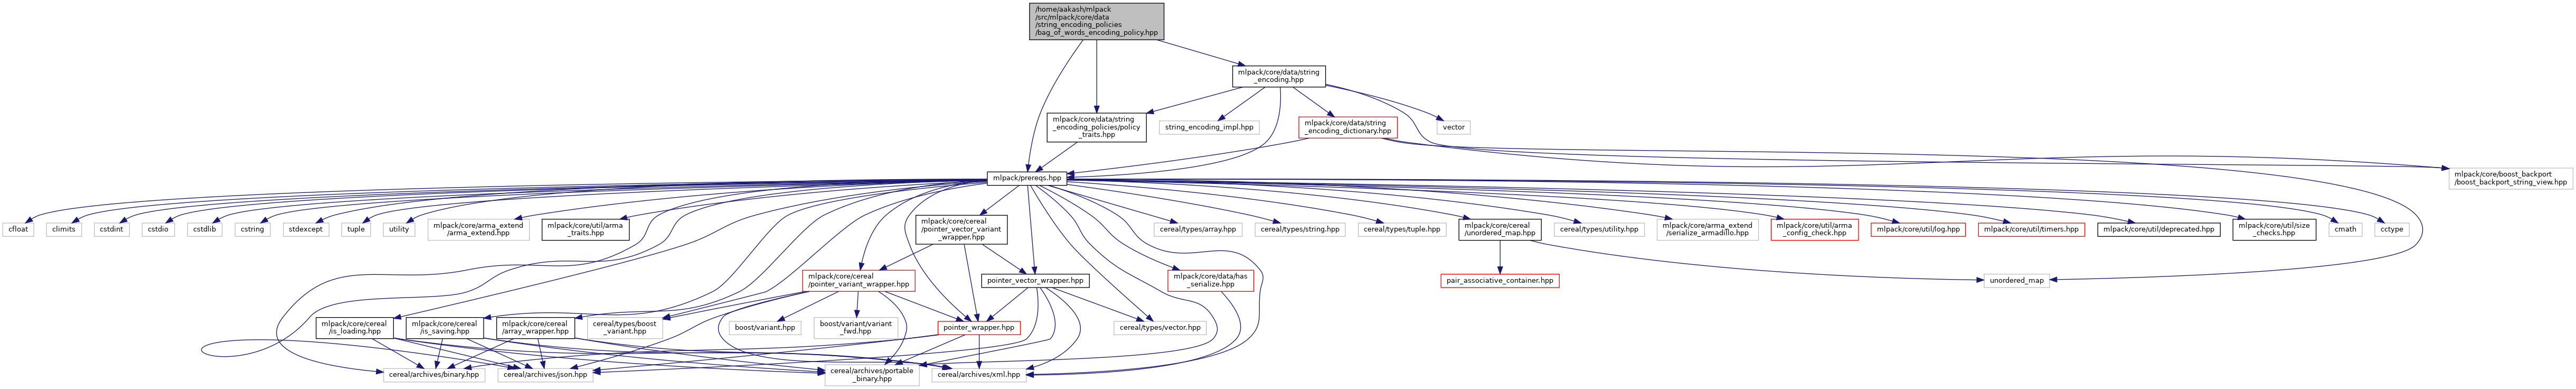 /home/aakash/mlpack
/src/mlpack/core/data
/string_encoding_policies
/bag_of_words_encoding_policy.hpp
mlpack/core/data/string
_encoding.hpp
mlpack/core/data/string
_encoding_policies/policy
_traits.hpp
string_encoding_impl.hpp
mlpack/core/data/string
_encoding_dictionary.hpp
vector
mlpack/prereqs.hpp
mlpack/core/boost_backport
/boost_backport_string_view.hpp
cfloat
climits
cstdint
cstdio
cstdlib
cstring
stdexcept
tuple
utility
mlpack/core/arma_extend
/arma_extend.hpp
mlpack/core/util/arma
_traits.hpp
mlpack/core/cereal
/pointer_vector_variant
_wrapper.hpp
cereal/types/array.hpp
cereal/types/string.hpp
cereal/types/tuple.hpp
mlpack/core/cereal
/unordered_map.hpp
cereal/types/utility.hpp
mlpack/core/arma_extend
/serialize_armadillo.hpp
mlpack/core/util/arma
_config_check.hpp
mlpack/core/util/log.hpp
mlpack/core/util/timers.hpp
mlpack/core/util/deprecated.hpp
mlpack/core/util/size
_checks.hpp
cmath
cctype
mlpack/core/cereal
/pointer_variant_wrapper.hpp
pointer_vector_wrapper.hpp
mlpack/core/data/has
_serialize.hpp
pair_associative_container.hpp
unordered_map
mlpack/core/cereal
/is_loading.hpp
mlpack/core/cereal
/is_saving.hpp
mlpack/core/cereal
/array_wrapper.hpp
cereal/types/boost
_variant.hpp
boost/variant.hpp
boost/variant/variant
_fwd.hpp
pointer_wrapper.hpp
cereal/types/vector.hpp
cereal/archives/binary.hpp
cereal/archives/json.hpp
cereal/archives/portable
_binary.hpp
cereal/archives/xml.hpp